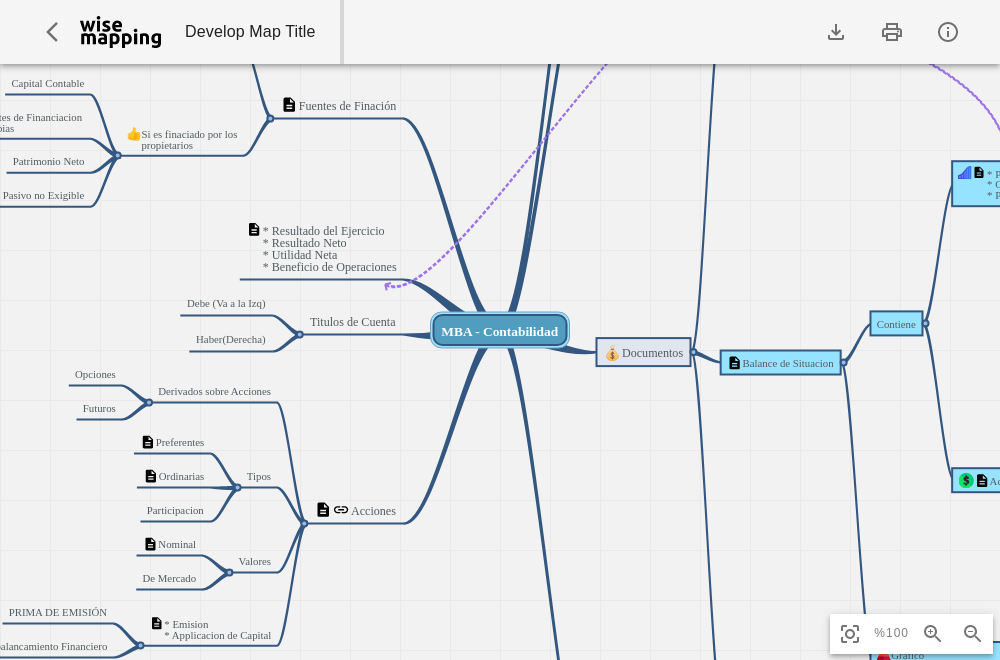 wise mapping
Develop Map Title
Capital Contable
tes de Financiacion
pias
Patrimonio Neto
Pasivo no Exigible
Si es finaciado por los
propietarios
Fuentes de Finación
* Resultado del Ejercicio
* Resultado Neto
* Utilidad Neta
* Beneficio de Operaciones
Debe (Va a la Izq)
Haber(Derecha)
Titulos de Cuenta
MBA - Contabilidad
Documentos
Balance de Situacion
Contiene
Opciones
Futuros
Derivados sobre Acciones
Preferentes
Ordinarias
Participacion
Tipos
Acciones
Nominal
De Mercado
Valores
PRIMA DE EMISIÓN
alancamiento Financiero
* Emision
* Applicacion de Capital
Grafico
%100